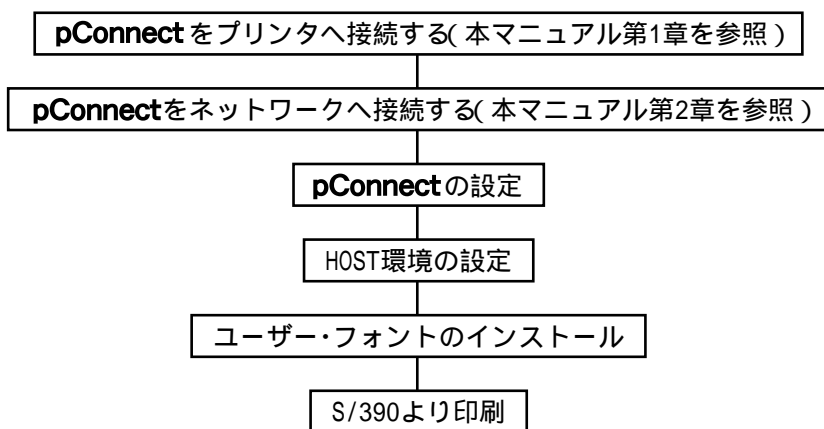 pConnectをプリンタへ接続する(本マニュアル第1章を参照)
pConnectをネットワークへ接続する(本マニュアル第2章を参照)
pConnectの設定
HOST環境の設定
ユーザー・フォントのインストール
S/390より印刷